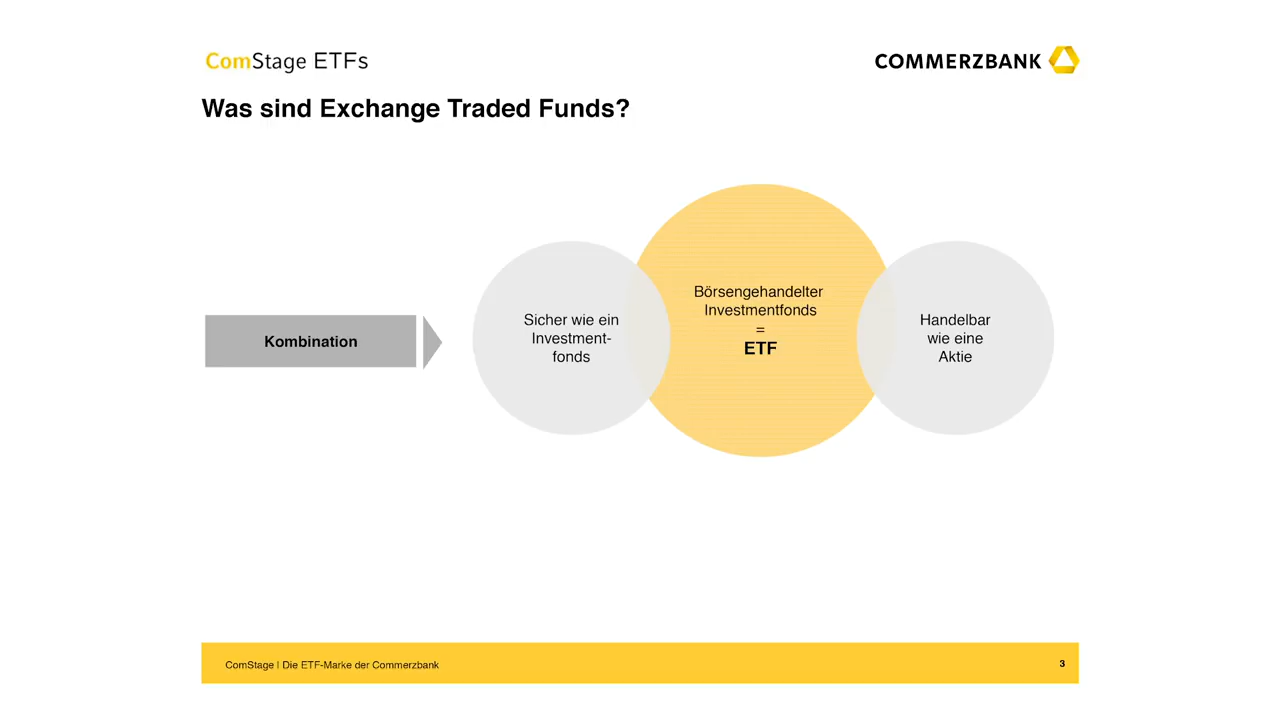 ComStage ETFs
COMMERZBANK
Was sind Exchange Traded Funds?
Kombination
Sicher wie ein
Investment-
fonds
Börsengehandelter
Investmentfonds
=
ETF
Handelbar
wie eine
Aktie
ComStage | Die ETF-Marke der Commerzbank
3